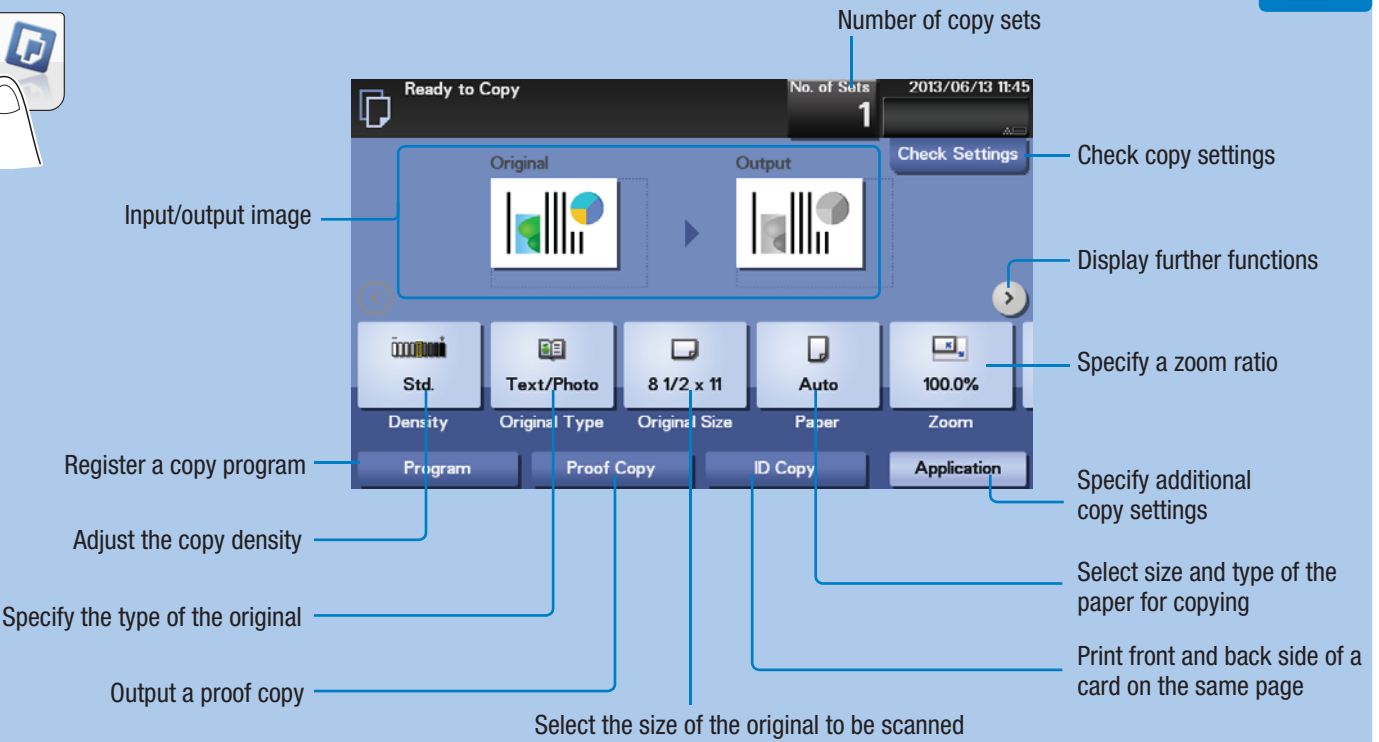 Number of copy sets
Ready to Copy
No. of Sets
1
2013/06/13 11:45
Check Settings
Check copy settings
Original
Output
Input/output image
Display further functions
Std.
Text/Photo
8 1/2 x 11
Auto
100.0%
Specify a zoom ratio
Density
Original Type
Original Size
Paper
Zoom
Register a copy program
Program
Proof Copy
ID Copy
Application
Specify additional
copy settings
Adjust the copy density
Select size and type of the
paper for copying
Specify the type of the original
Print front and back side of a
card on the same page
Output a proof copy
Select the size of the original to be scanned